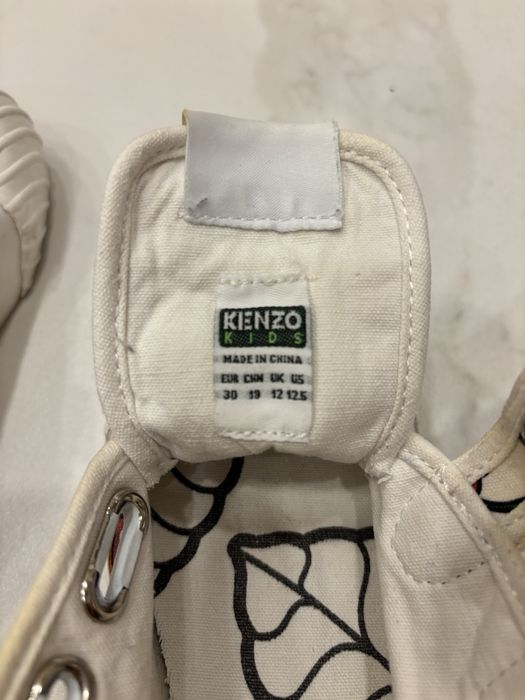 KENZO
KIDS
MADE IN CHINA
EUR CHN UK US
30 19 12 12.5